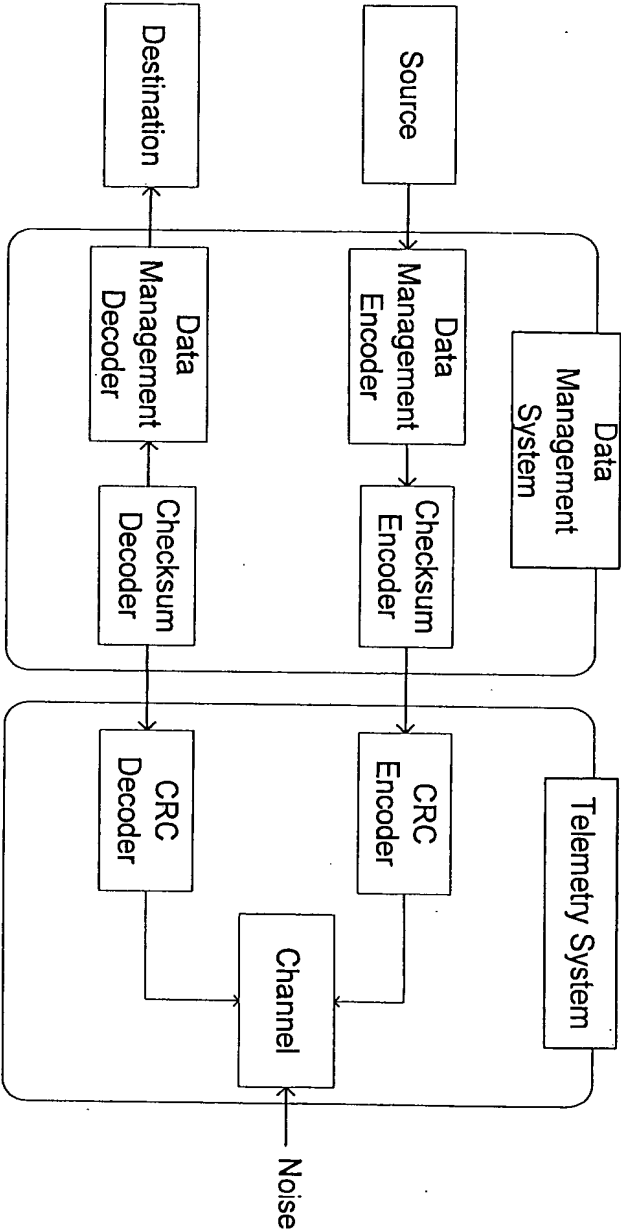 Data
Management
System
Telemetry System
Source
Data
Management
Encoder
Checksum
Encoder
CRC
Encoder
Channel
Noise
Destination
Data
Management
Decoder
Checksum
Decoder
CRC
Decoder